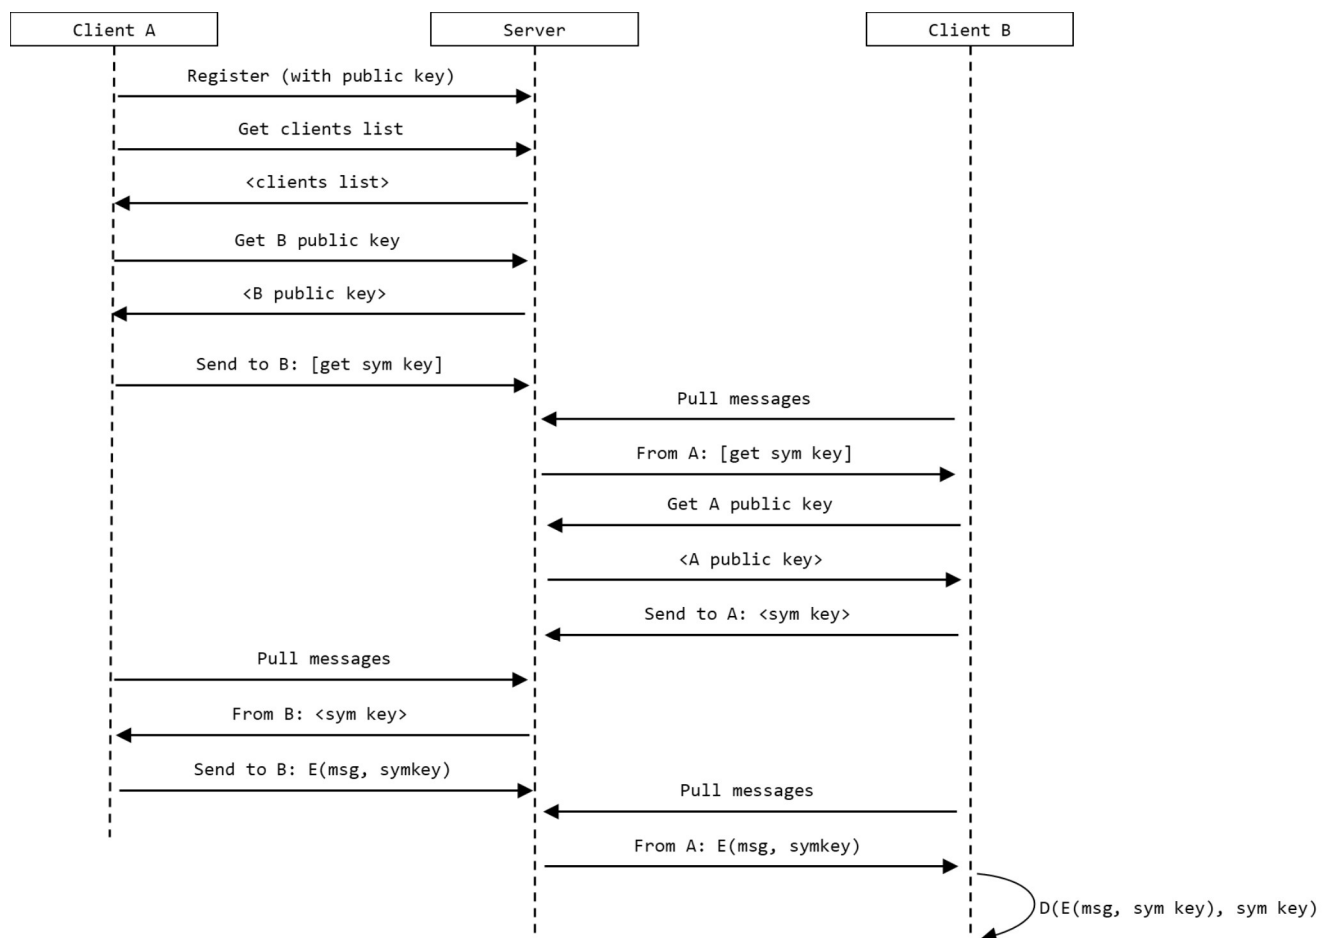 Client A
Server
Client B
Register (with public key)
Get clients list
<clients list>
Get B public key
<B public key>
Send to B: [get sym key]
Pull messages
From A: [get sym key]
Get A public key
<A public key>
Send to A: <sym key>
Pull messages
From B: <sym key>
Send to B: E(msg, symkey)
Pull messages
From A: E(msg, symkey)
D(E(msg, sym key), sym key)